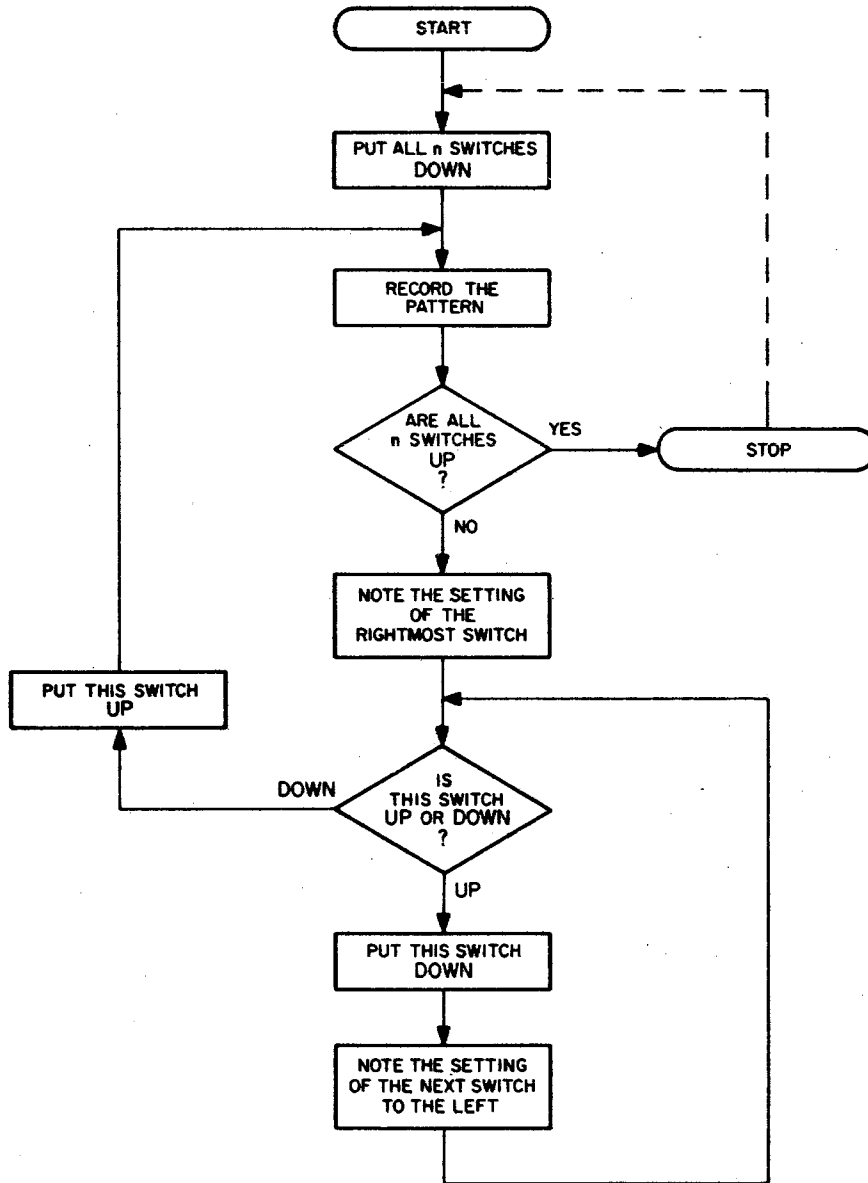 START
PUT ALL n SWITCHES
DOWN
RECORD THE
PATTERN
ARE ALL
n SWITCHES
UP
?
YES
STOP
NO
NOTE THE SETTING
OF THE
RIGHTMOST SWITCH
PUT THIS SWITCH
UP
IS
THIS SWITCH
UP OR DOWN
?
DOWN
UP
PUT THIS SWITCH
DOWN
NOTE THE SETTING
OF THE NEXT SWITCH
TO THE LEFT